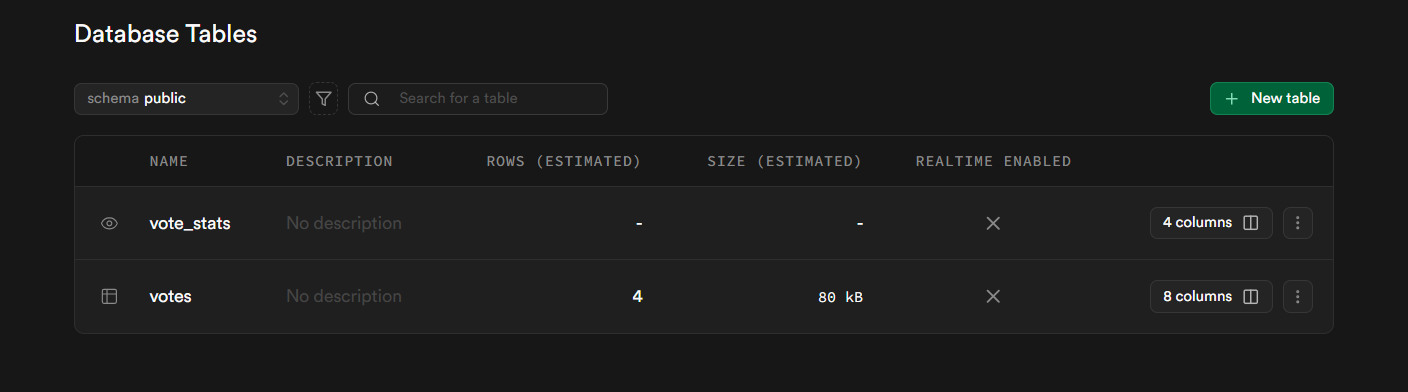 Database Tables
schema public
Search for a table
New table
NAME DESCRIPTION ROWS (ESTIMATED) SIZE (ESTIMATED) REALTIME ENABLED
vote_stats No description - - 4 columns
votes No description 4 80 kB 8 columns